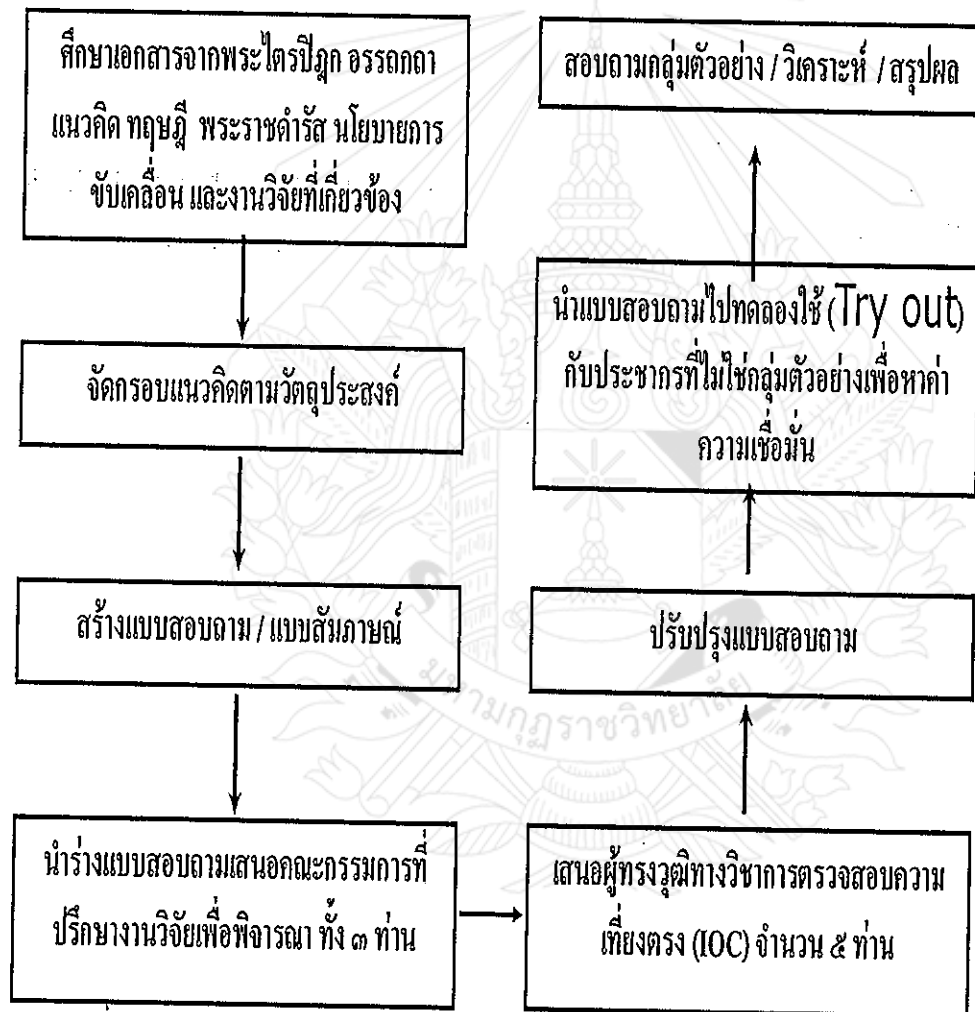 ศึกษาเอกสารจากพระไตรปิฎก อรรถกถา
แนวคิด ทฤษฎี พระราชดำรัส นโยบายการ
ขับเคลื่อน และงานวิจัยที่เกี่ยวข้อง
จัดกรอบแนวคิดตามวัตถุประสงค์
สร้างแบบสอบถาม / แบบสัมภาษณ์
นำร่างแบบสอบถามเสนอคณะกรรมการที่
ปรึกษางานวิจัยเพื่อพิจารณา ทั้ง ๓ ท่าน
เสนอผู้ทรงวุฒิทางวิชาการตรวจสอบความ
เที่ยงตรง (IOC) จำนวน ๕ ท่าน
ปรับปรุงแบบสอบถาม
นำแบบสอบถามไปทดลองใช้ (Try out)
กับประชากรที่ไม่ใช่กลุ่มตัวอย่างเพื่อหาค่า
ความเชื่อมั่น
สอบถามกลุ่มตัวอย่าง / วิเคราะห์ / สรุปผล
มหามกุฏราชวิทยาลัย